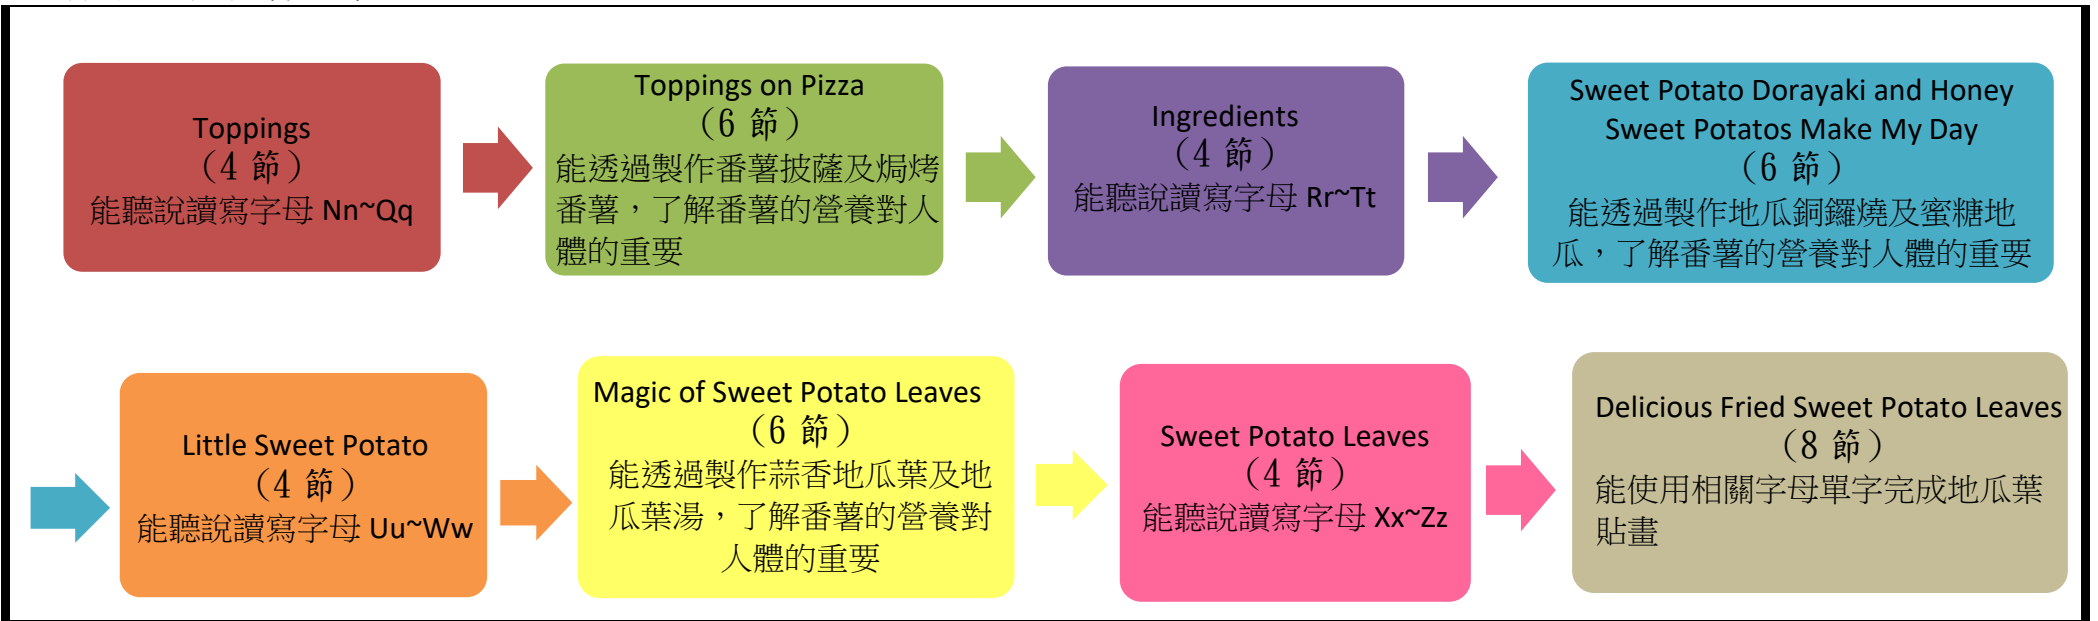 Toppings
（4 節）
能聽說讀寫字母 Nn~Qq
Toppings on Pizza
（6 節）
能透過製作番薯披薩及焗烤
番薯，了解番薯的營養對人
體的重要
Ingredients
（4 節）
能聽說讀寫字母 Rr~Tt
Sweet Potato Dorayaki and Honey
Sweet Potatos Make My Day
（6 節）
能透過製作地瓜銅鑼燒及蜜糖地
瓜，了解番薯的營養對人體的重要
Little Sweet Potato
（4 節）
能聽說讀寫字母 Uu~Ww
Magic of Sweet Potato Leaves
（6 節）
能透過製作蒜香地瓜葉及地
瓜葉湯，了解番薯的營養對
人體的重要
Sweet Potato Leaves
（4 節）
能聽說讀寫字母 Xx~Zz
Delicious Fried Sweet Potato Leaves
（8 節）
能使用相關字母單字完成地瓜葉
貼畫